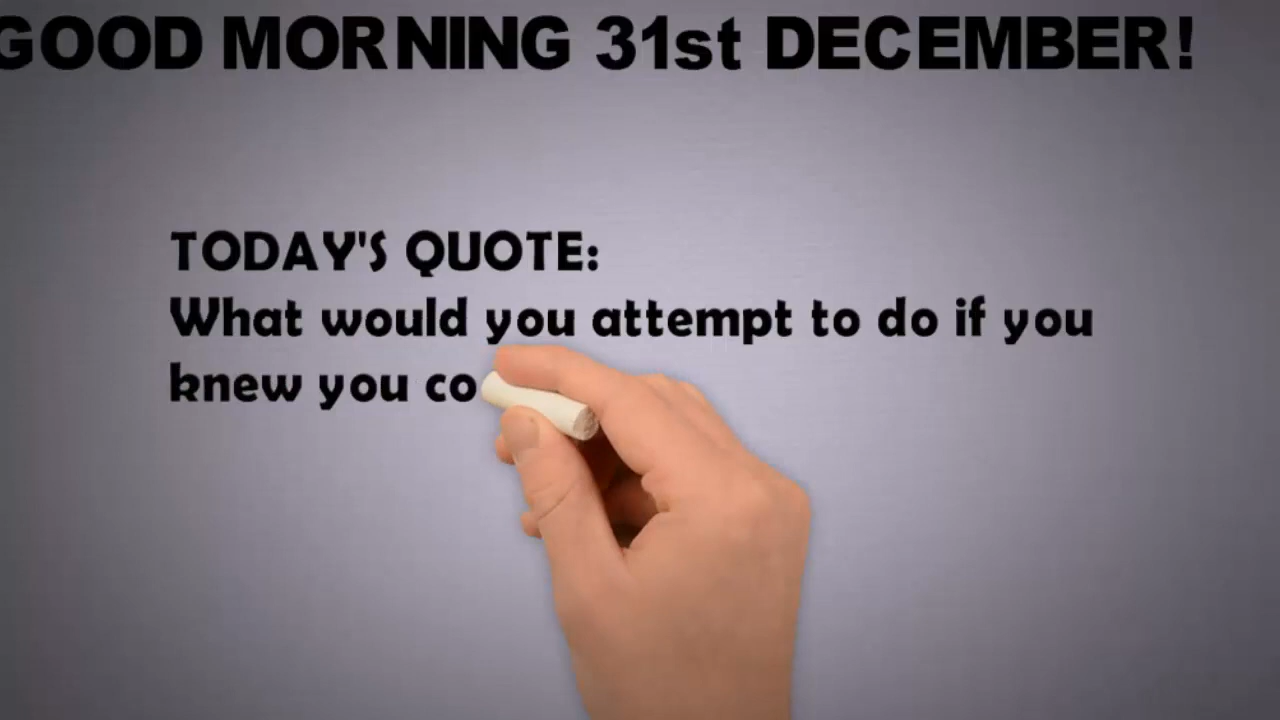 GOOD MORNING 31st DECEMBER!
TODAY'S QUOTE:
What would you attempt to do if you
knew you co